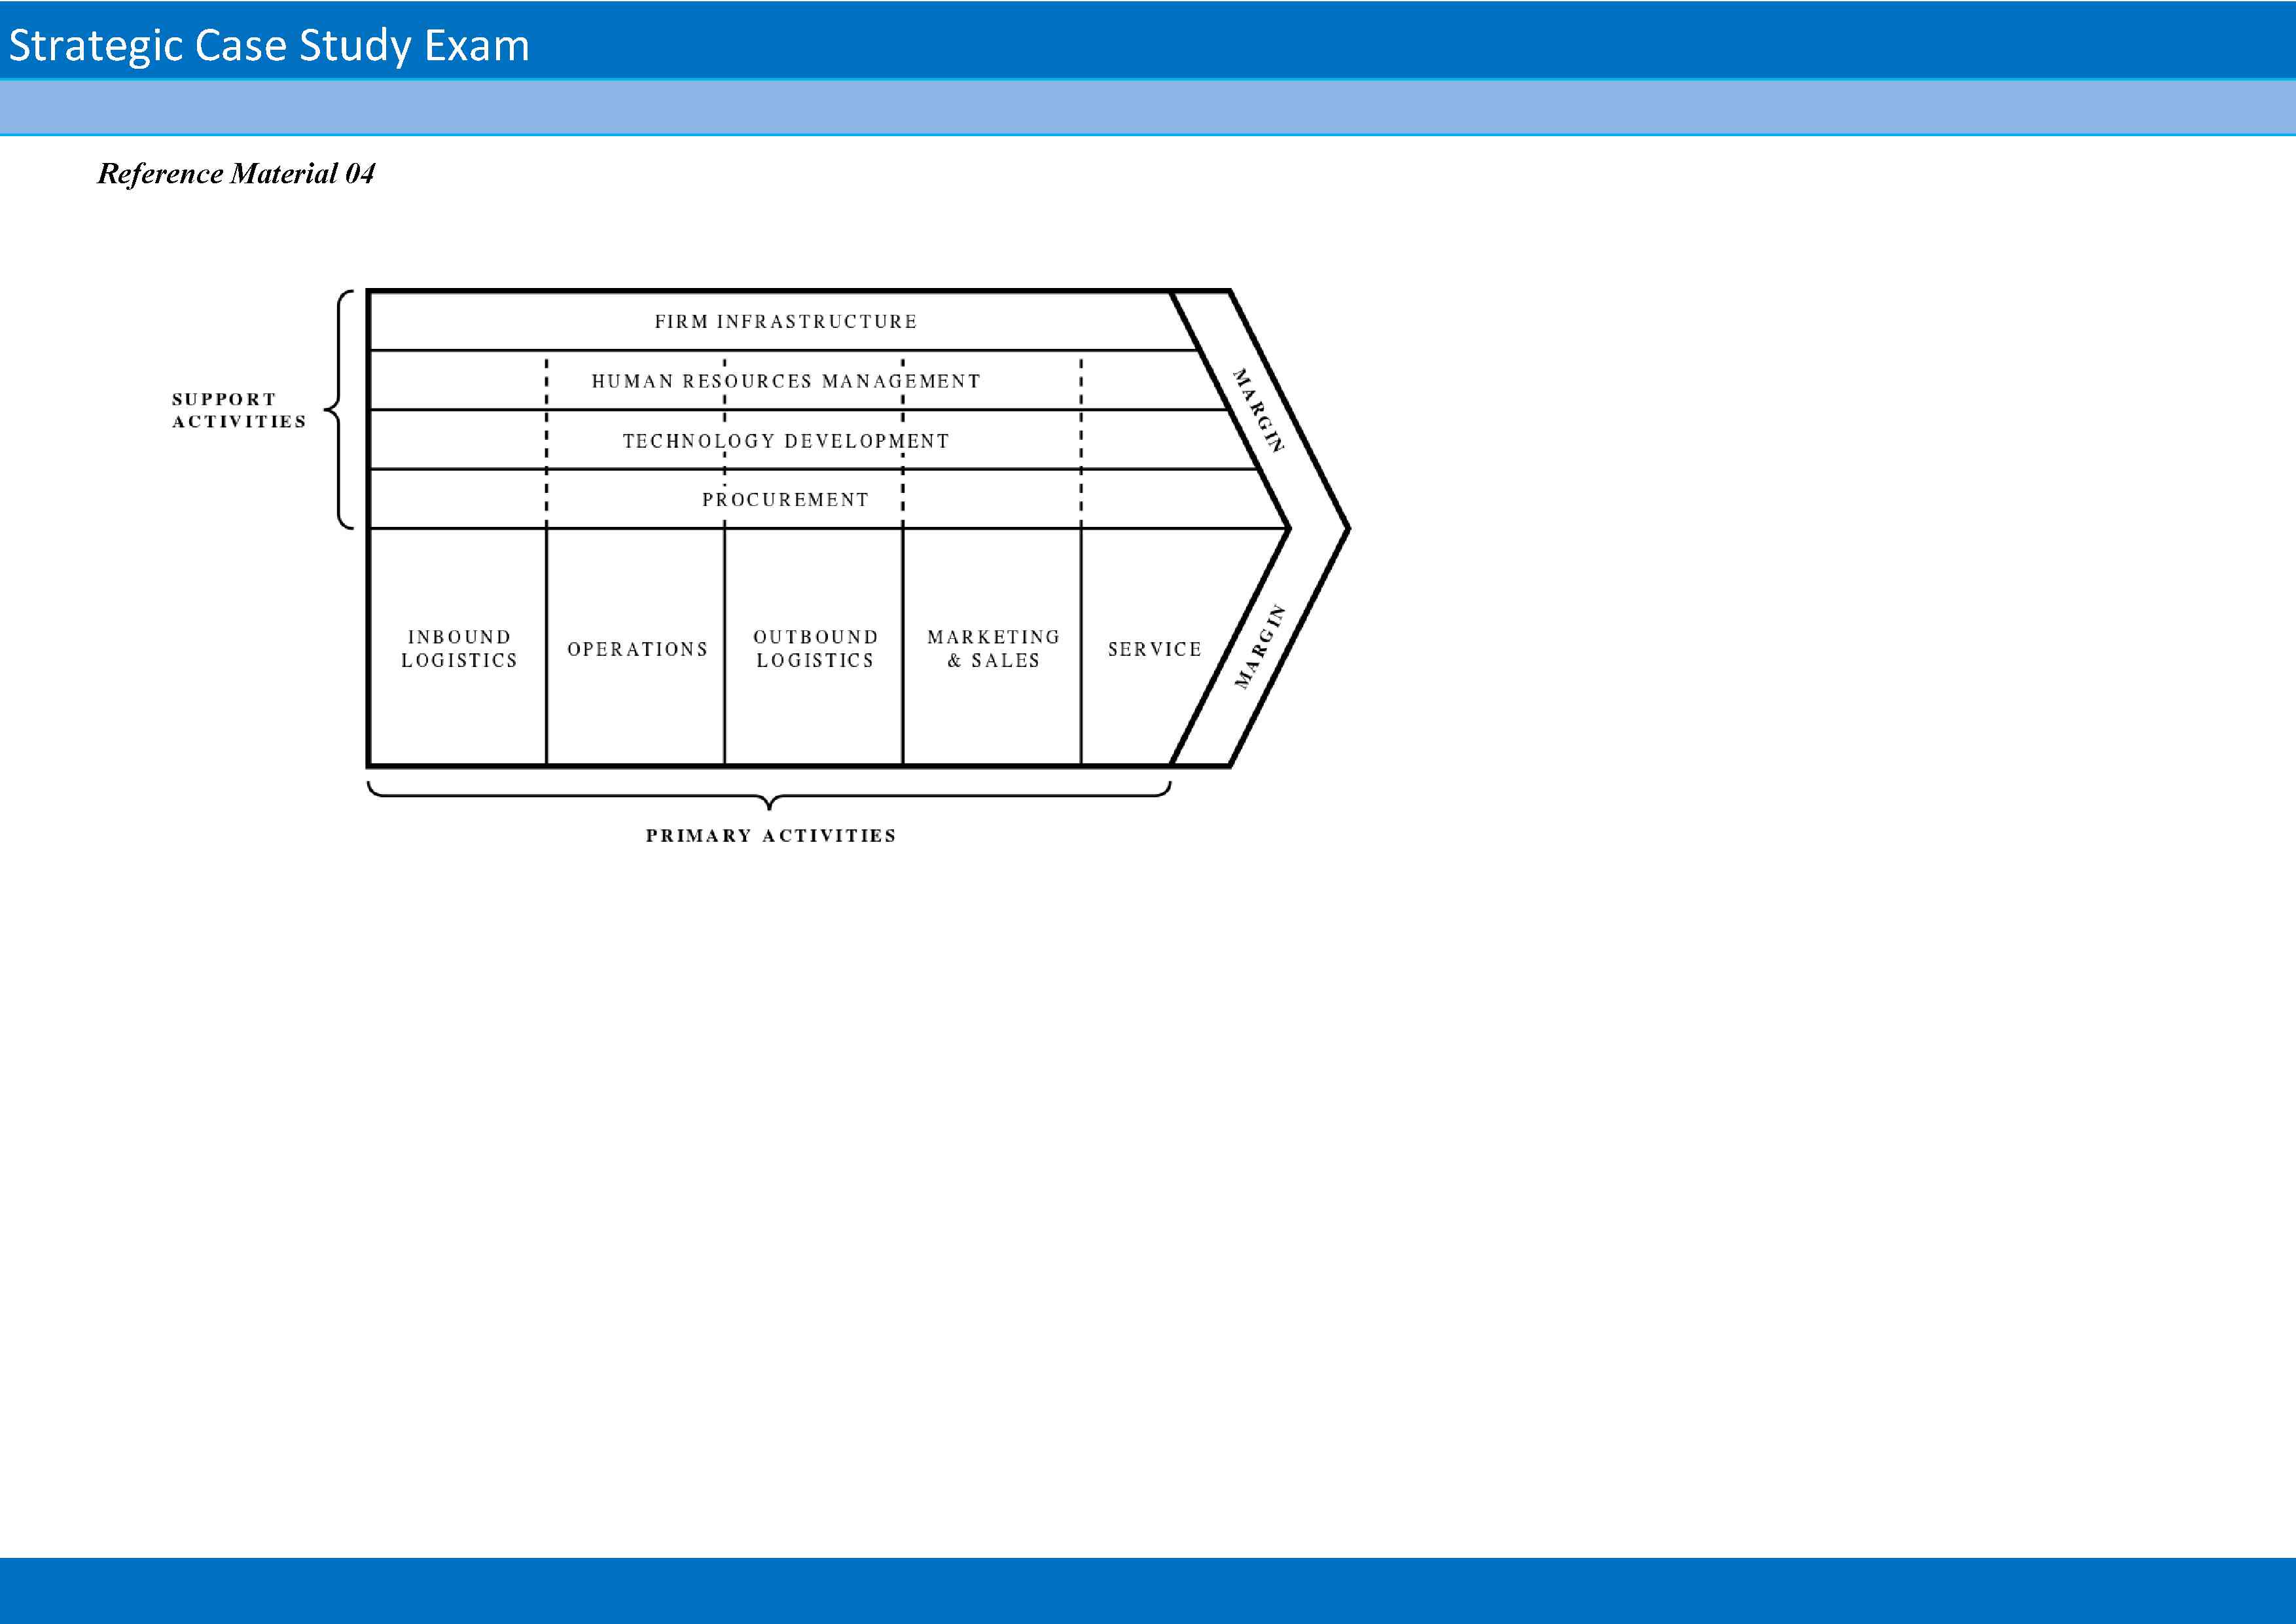 Strategic Case Study Exam
Reference Material 04
FIRM INFRASTRUCTURE
HUMAN RESOURCES MANAGEMENT
SUPPORT
ACTIVITIES
TECHNOLOGY DEVELOPMENT
PROCUREMENT
MARGIN
INBOUND
LOGISTICS
OPERATIONS
OUTBOUND
LOGISTICS
MARKETING
& SALES
SERVICE
MARGIN
PRIMARY ACTIVITIES